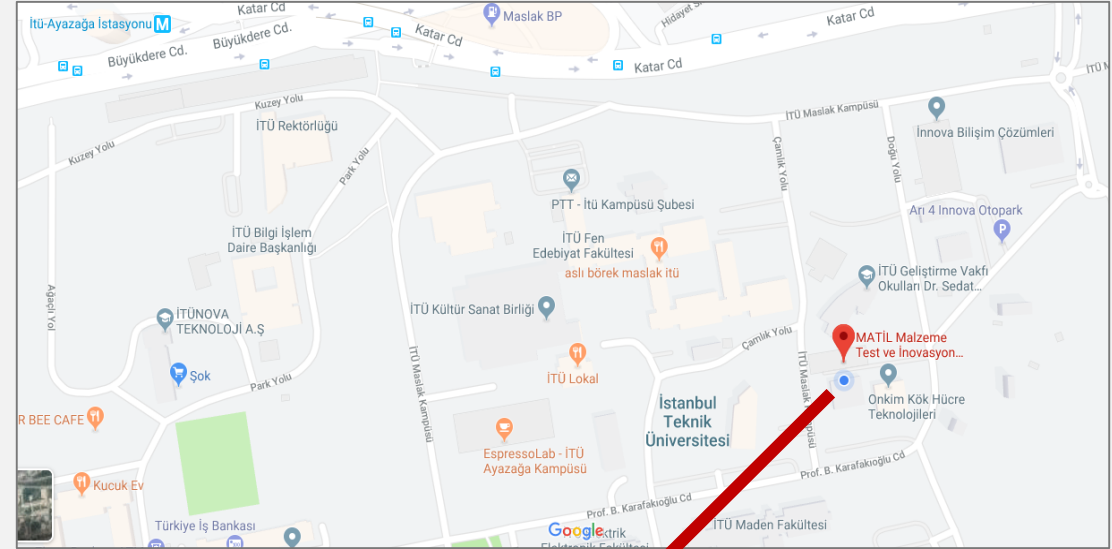 Katar Cd
İtü-Ayazağa İstasyonu M
Maslak BP
Büyükdere Cd.
Büyükdere Cd.
Katar Cd
Katar Cd
Katar Cd
Kuzey Yolu
Kuzey Yolu
İTÜ Rektörlüğü
Park Yolu
İTÜ Maslak Kampüsü
Çamlık Yolu
Doğu Yolu
İnnova Bilişim Çözümleri
PTT - İtü Kampüsü Şubesi
Arı 4 Innova Otopark
P
İTÜ Bilgi İşlem
Daire Başkanlığı
İTÜ Fen
Edebiyat Fakültesi
aslı börek maslak itü
İTÜ Geliştirme Vakfı
Okulları Dr. Sedat…
Ağaçlı Yol
İTÜNOVA
TEKNOLOJİ A.Ş
İTÜ Kültür Sanat Birliği
Çamlık Yolu
MATİL Malzeme
Test ve İnovasyon…
Şok
Park Yolu
İTÜ Maslak Kampüsü
İTÜ Lokal
İTÜ Maslak Kampüsü
Onkim Kök Hücre
Teknolojileri
R BEE CAFE
İstanbul
Teknik
Üniversitesi
EspressoLab - İTÜ
Ayazağa Kampüsü
Prof. B. Karafakıoğlu Cd
Kucuk Ev
Prof. B. Karafakıoğlu Cd
Türkiye İş Bankası
Google
İTÜ Maden Fakültesi